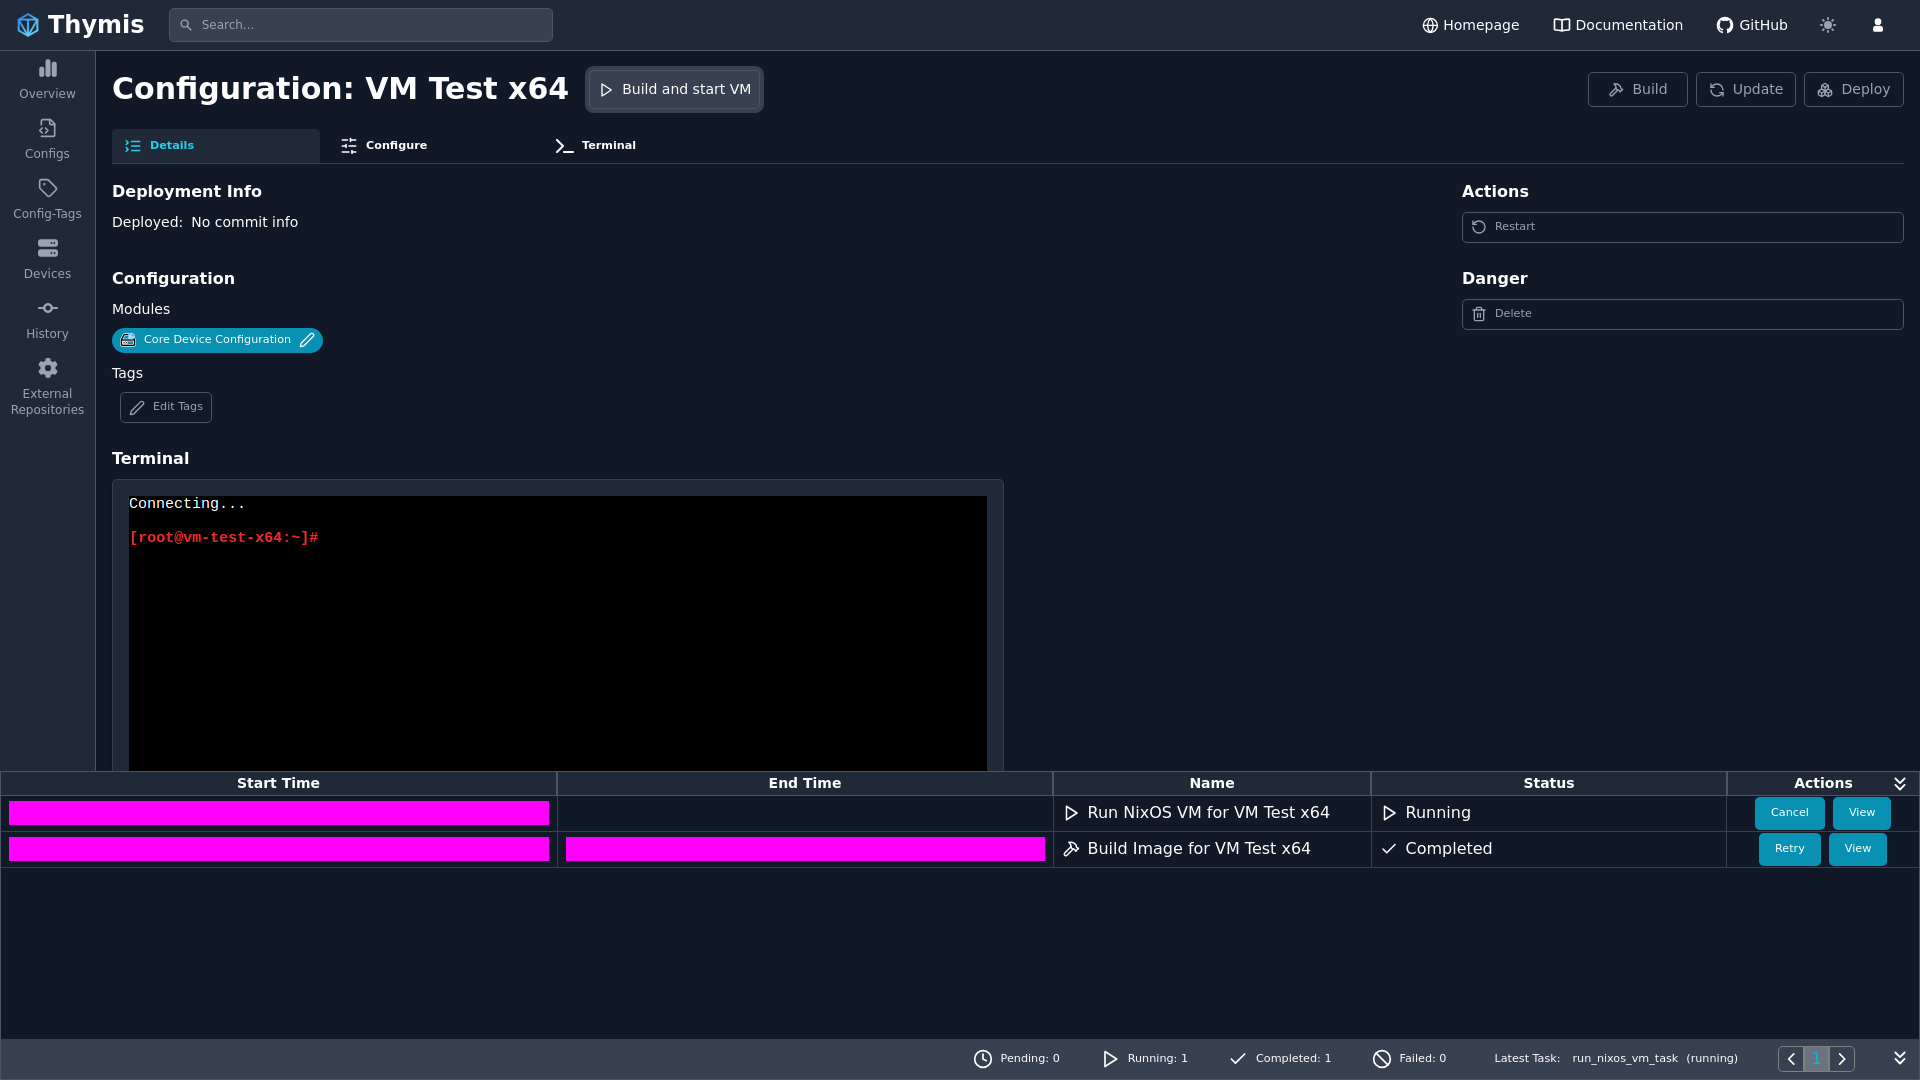 Thymis
Search...
Homepage
Documentation
GitHub
Overview
Configs
Config-Tags
Devices
History
External
Repositories
Configuration: VM Test x64
Build and start VM
Build
Update
Deploy
Details
Configure
Terminal
Deployment Info
Deployed: No commit info
Actions
Restart
Configuration
Modules
Core Device Configuration
Tags
Edit Tags
Danger
Delete
Terminal
Connecting...
[root@vm-test-x64:~]#
Start Time End Time Name Status Actions
Run NixOS VM for VM Test x64 Running Cancel View
Build Image for VM Test x64 Completed Retry View
Pending: 0 Running: 1 Completed: 1 Failed: 0 Latest Task: run_nixos_vm_task (running) 1